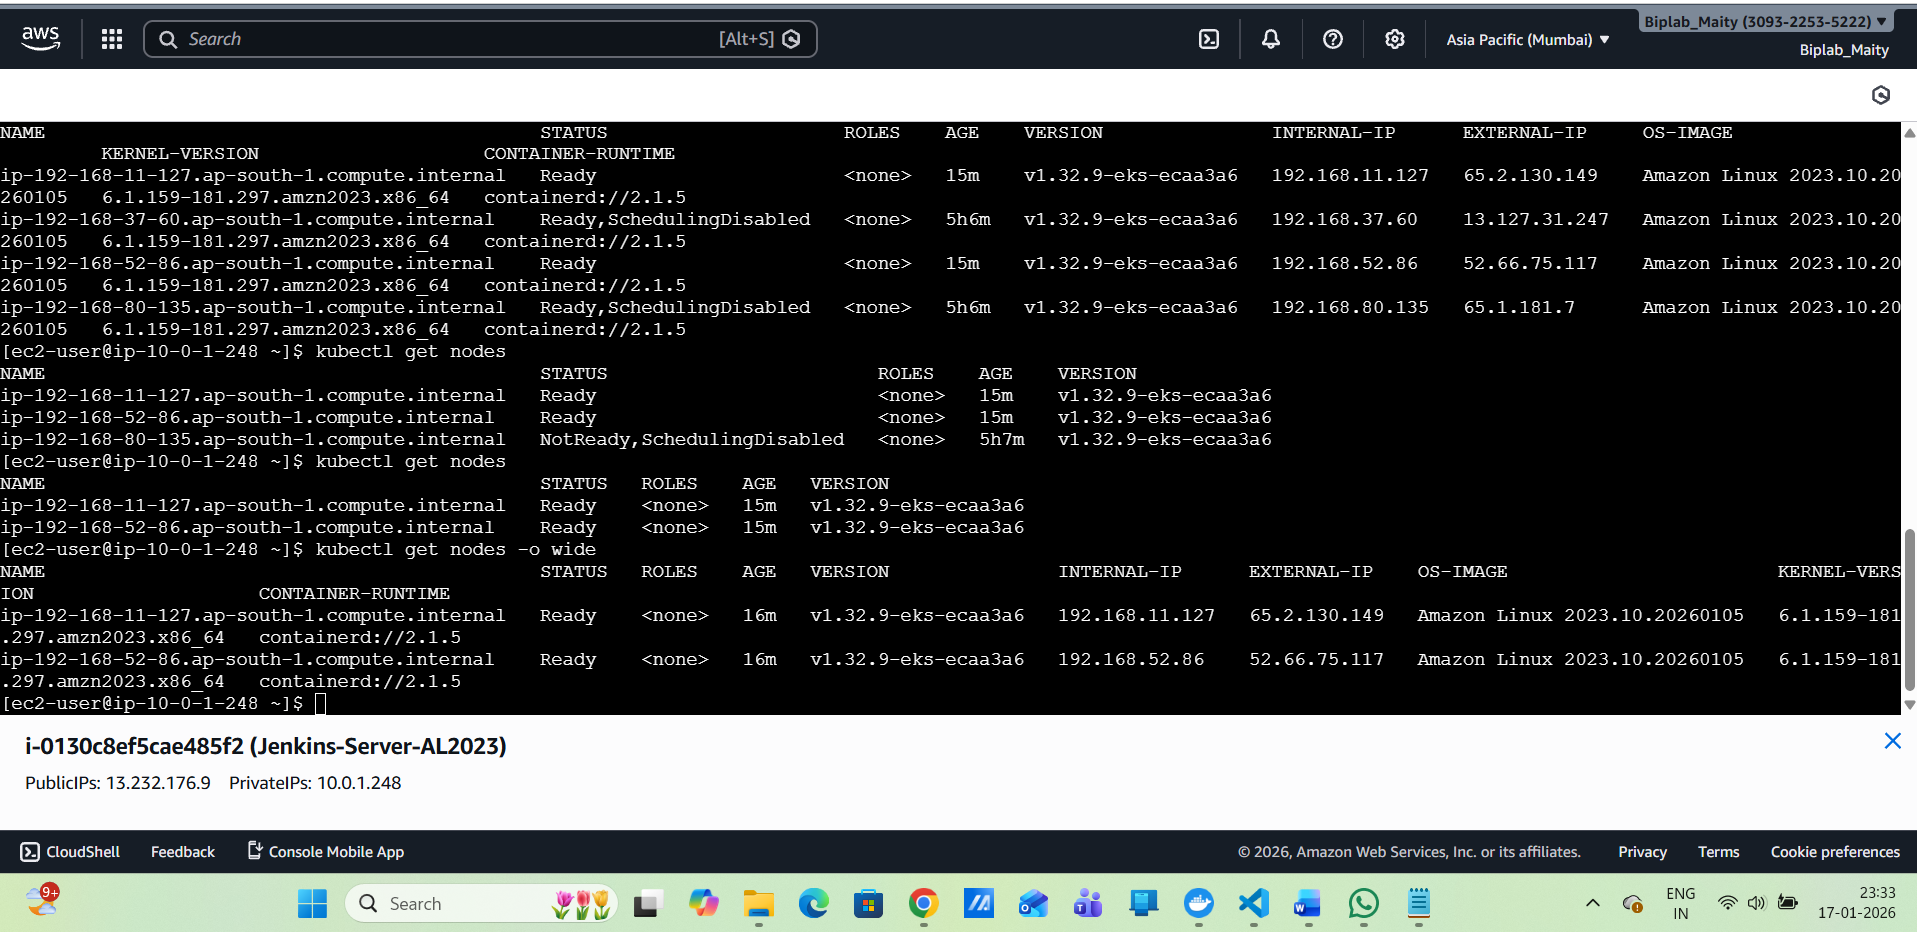 aws
Search
[Alt+S]
Asia Pacific (Mumbai) ▼
Biplab_Maity (3093-2253-5222) ▼
Biplab_Maity
NAME STATUS ROLES AGE VERSION INTERNAL-IP EXTERNAL-IP OS-IMAGE
KERNEL-VERSION CONTAINER-RUNTIME
ip-192-168-11-127.ap-south-1.compute.internal Ready <none> 15m v1.32.9-eks-ecaa3a6 192.168.11.127 65.2.130.149 Amazon Linux 2023.10.20
260105 6.1.159-181.297.amzn2023.x86_64 containerd://2.1.5
ip-192-168-37-60.ap-south-1.compute.internal Ready,SchedulingDisabled <none> 5h6m v1.32.9-eks-ecaa3a6 192.168.37.60 13.127.31.247 Amazon Linux 2023.10.20
260105 6.1.159-181.297.amzn2023.x86_64 containerd://2.1.5
ip-192-168-52-86.ap-south-1.compute.internal Ready <none> 15m v1.32.9-eks-ecaa3a6 192.168.52.86 52.66.75.117 Amazon Linux 2023.10.20
260105 6.1.159-181.297.amzn2023.x86_64 containerd://2.1.5
ip-192-168-80-135.ap-south-1.compute.internal Ready,SchedulingDisabled <none> 5h6m v1.32.9-eks-ecaa3a6 192.168.80.135 65.1.181.7 Amazon Linux 2023.10.20
260105 6.1.159-181.297.amzn2023.x86_64 containerd://2.1.5
[ec2-user@ip-10-0-1-248 ~]$ kubectl get nodes
NAME STATUS ROLES AGE VERSION
ip-192-168-11-127.ap-south-1.compute.internal Ready <none> 15m v1.32.9-eks-ecaa3a6
ip-192-168-52-86.ap-south-1.compute.internal Ready <none> 15m v1.32.9-eks-ecaa3a6
ip-192-168-80-135.ap-south-1.compute.internal NotReady,SchedulingDisabled <none> 5h7m v1.32.9-eks-ecaa3a6
[ec2-user@ip-10-0-1-248 ~]$ kubectl get nodes
NAME STATUS ROLES AGE VERSION
ip-192-168-11-127.ap-south-1.compute.internal Ready <none> 15m v1.32.9-eks-ecaa3a6
ip-192-168-52-86.ap-south-1.compute.internal Ready <none> 15m v1.32.9-eks-ecaa3a6
[ec2-user@ip-10-0-1-248 ~]$ kubectl get nodes -o wide
NAME STATUS ROLES AGE VERSION INTERNAL-IP EXTERNAL-IP OS-IMAGE KERNEL-VERS
ION CONTAINER-RUNTIME
ip-192-168-11-127.ap-south-1.compute.internal Ready <none> 16m v1.32.9-eks-ecaa3a6 192.168.11.127 65.2.130.149 Amazon Linux 2023.10.20260105 6.1.159-181
.297.amzn2023.x86_64 containerd://2.1.5
ip-192-168-52-86.ap-south-1.compute.internal Ready <none> 16m v1.32.9-eks-ecaa3a6 192.168.52.86 52.66.75.117 Amazon Linux 2023.10.20260105 6.1.159-181
.297.amzn2023.x86_64 containerd://2.1.5
[ec2-user@ip-10-0-1-248 ~]$
i-0130c8ef5cae485f2 (Jenkins-Server-AL2023)
PublicIPs: 13.232.176.9 PrivateIPs: 10.0.1.248
CloudShell Feedback Console Mobile App © 2026, Amazon Web Services, Inc. or its affiliates. Privacy Terms Cookie preferences
9+
Search
ENG
IN
23:33
17-01-2026